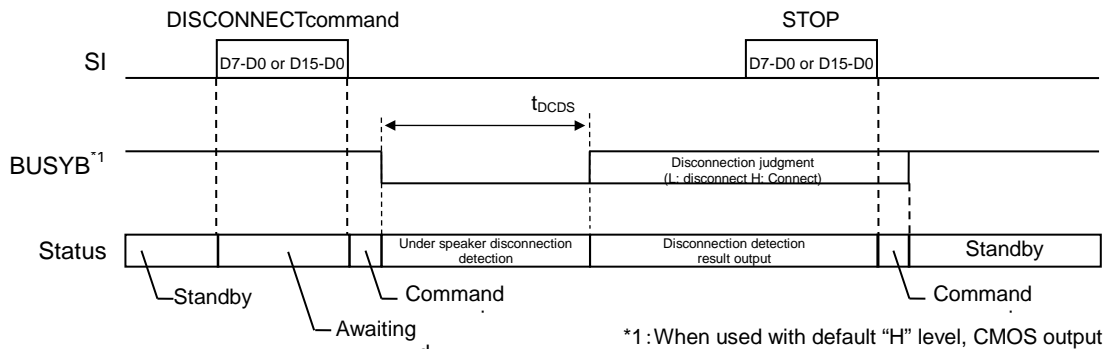 DISCONNECTcommand
STOP
SI
D7-D0 or D15-D0
D7-D0 or D15-D0
tDCDS
BUSYB*1
Disconnection judgment
(L: disconnect H: Connect)
Status
Under speaker disconnection
detection
Disconnection detection
result output
Standby
Standby
Command
Command
Awaiting
*1:When used with default “H” level, CMOS output